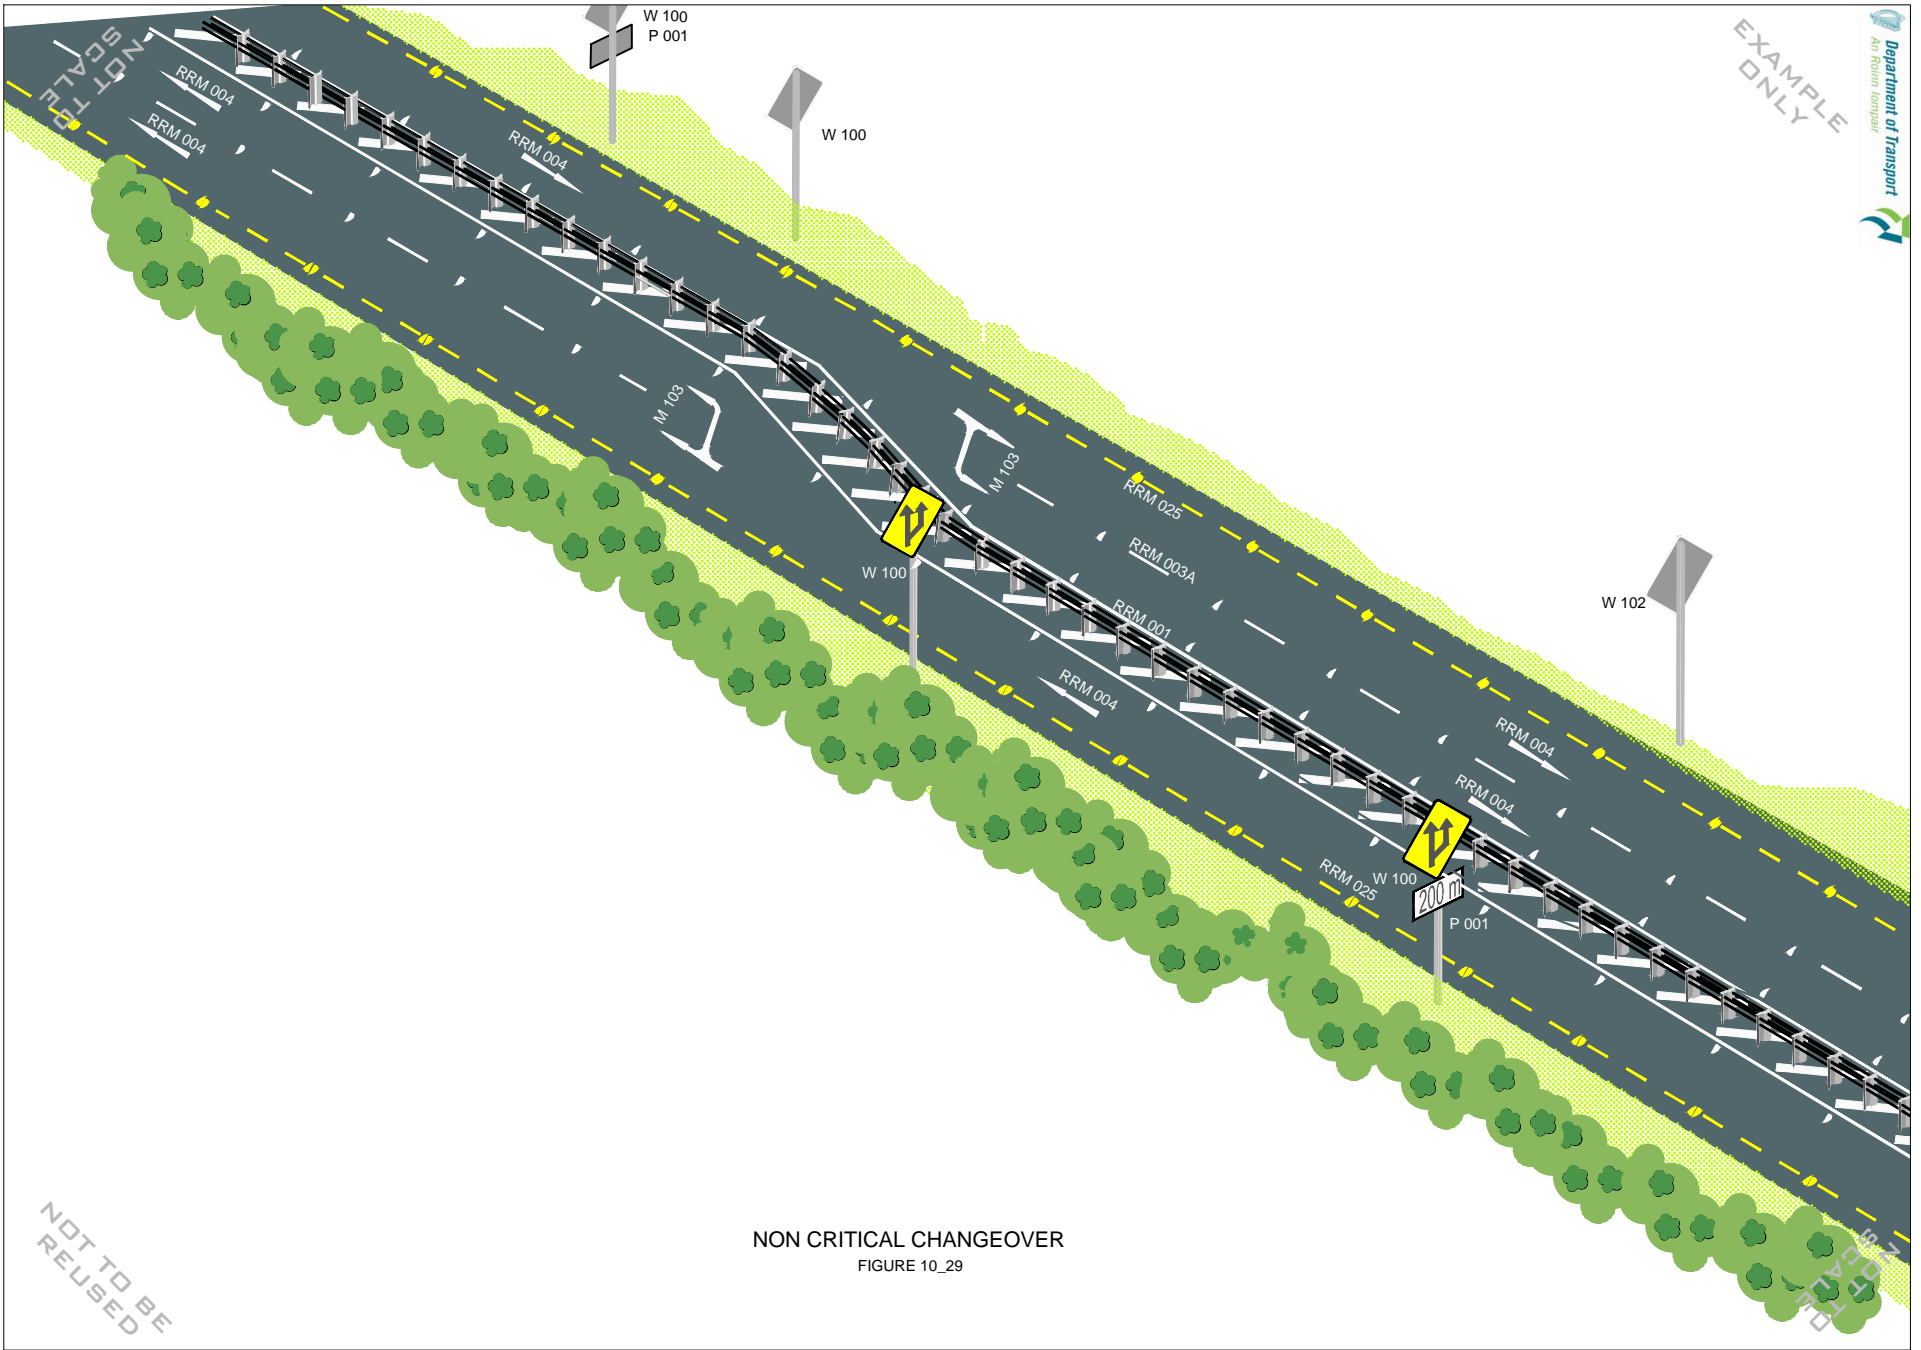 W 100
P 001
W 100
EXAMPLE
ONLY
Department of Transport
An Roinn Iompair
NOT TO
SCALE
RRM 004
RRM 004
RRM 004
M 103
M 103
RRM 025
RRM 003A
RRM 001
W 100
RRM 004
W 102
RRM 004
RRM 004
RRM 025
W 100
200 m
P 001
NOT TO BE
REUSED
NON CRITICAL CHANGEOVER
FIGURE 10_29
NOT TO
SCALE